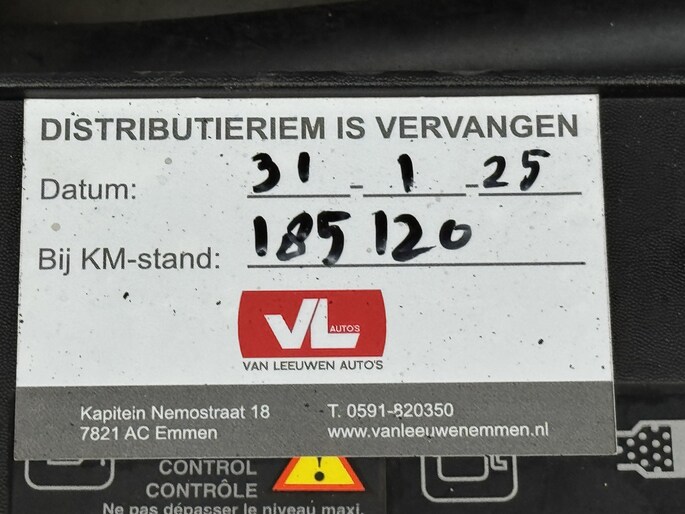 DISTRIBUTIERIEM IS VERVANGEN
Datum: 31 - 1 - 25
Bij KM-stand: 185120
VL AUTO'S
VAN LEEUWEN AUTO'S
Kapitein Nemostraat 18 T. 0591-820350
7821 AC Emmen www.vanleeuwenemmen.nl
CONTROL
CONTRÔLE
Ne pas dépasser le niveau maxi.